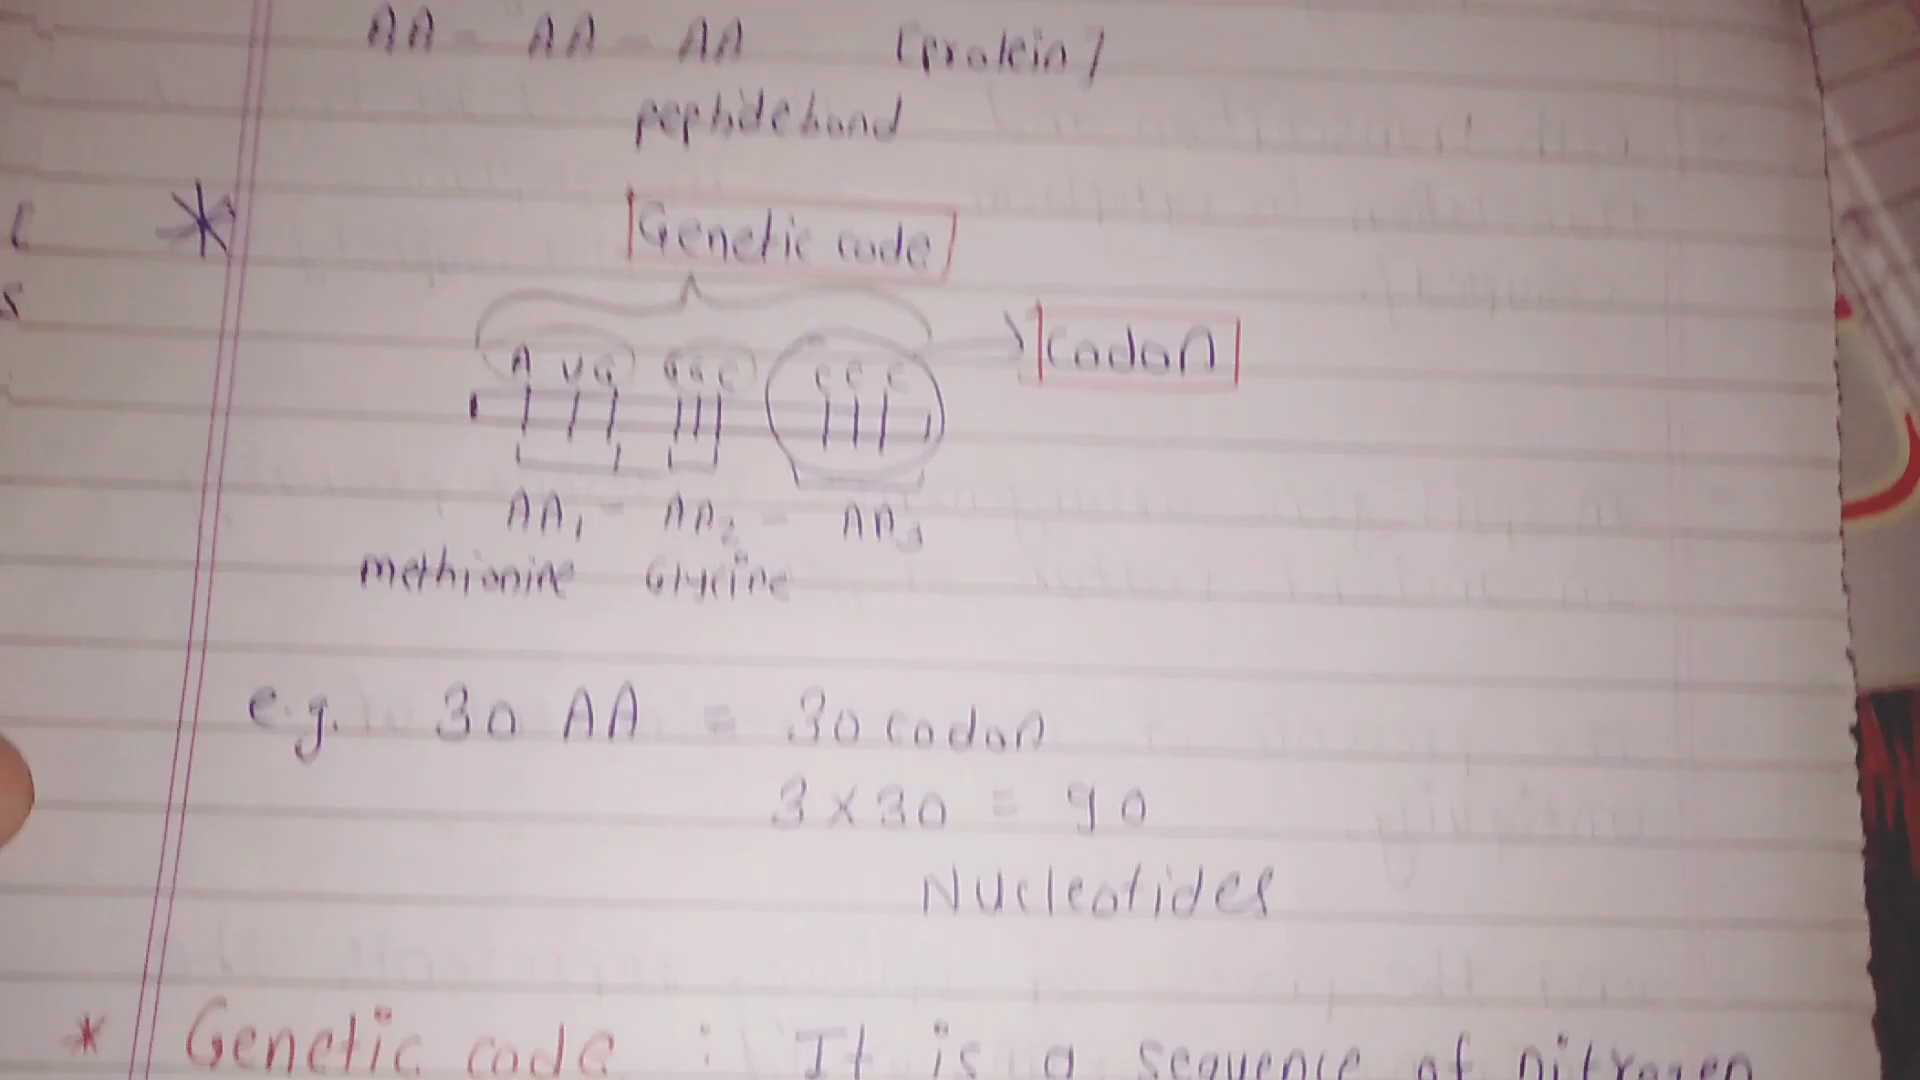 AA - AA - AA [protein]
peptide bond
Genetic code
codon
A U G G G C C C C
AA1 - AA2 - AA3
methionine Glycine
e.g. 30 AA = 30 codon
3 x 30 = 90
Nucleotides
* Genetic code : It is a sequence of nitrogen